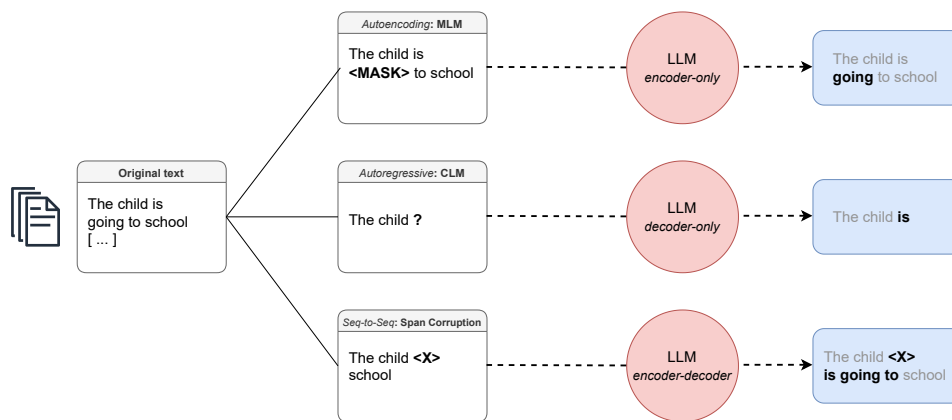 Original text
The child is
going to school
[ ... ]
Autoencoding: MLM
The child is
<MASK> to school
LLM
encoder-only
The child is
going to school
Autoregressive: CLM
The child ?
LLM
decoder-only
The child is
Seq-to-Seq: Span Corruption
The child <X>
school
LLM
encoder-decoder
The child <X>
is going to school